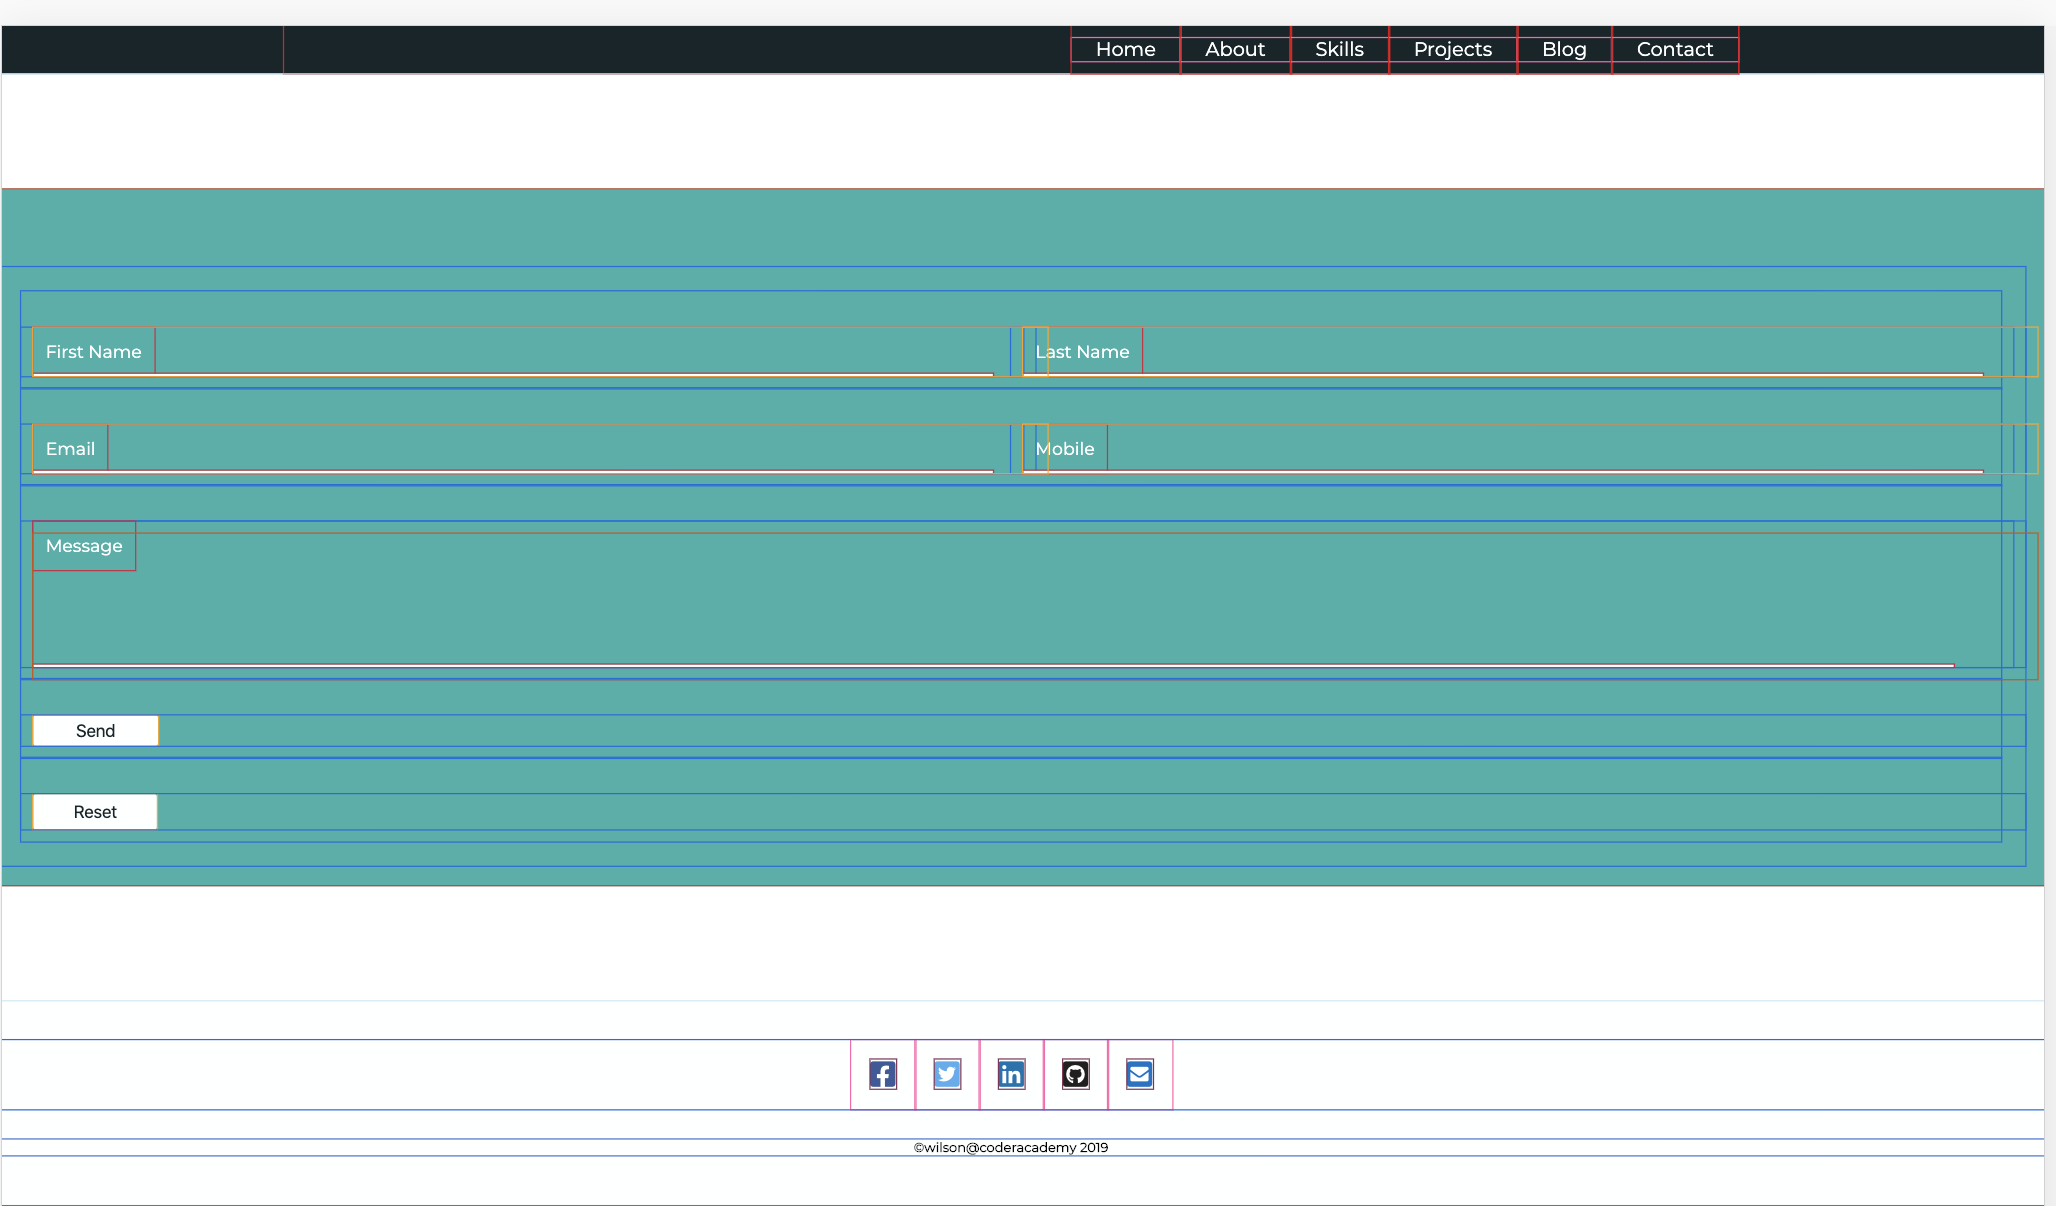 Home About Skills Projects Blog Contact
First Name Last Name
Email Mobile
Message
Send
Reset
©wilson@coderacademy 2019